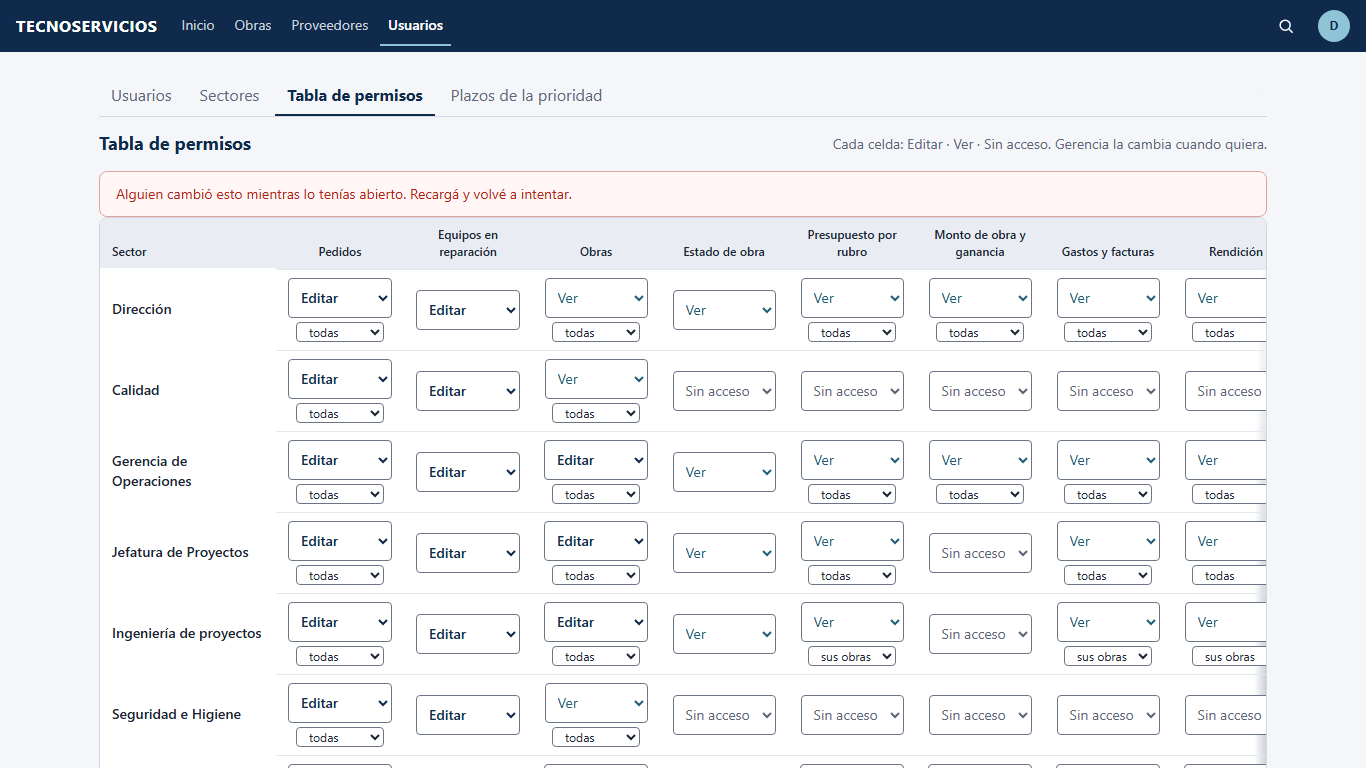 TECNOSERVICIOS Inicio Obras Proveedores Usuarios D
Usuarios Sectores Tabla de permisos Plazos de la prioridad
Tabla de permisos Cada celda: Editar · Ver · Sin acceso. Gerencia la cambia cuando quiera.
Alguien cambió esto mientras lo tenías abierto. Recargá y volvé a intentar.
Sector Pedidos Equipos en reparación Obras Estado de obra Presupuesto por rubro Monto de obra y ganancia Gastos y facturas Rendición
Dirección Editar Editar Ver Ver Ver Ver Ver Ver
todas todas todas todas todas todas
Calidad Editar Editar Ver Sin acceso Sin acceso Sin acceso Sin acceso Sin acceso
todas todas
Gerencia de Operaciones Editar Editar Editar Ver Ver Ver Ver Ver
todas todas todas todas todas todas
Jefatura de Proyectos Editar Editar Editar Ver Ver Sin acceso Ver Ver
todas todas todas todas todas
Ingeniería de proyectos Editar Editar Editar Ver Ver Sin acceso Ver Ver
todas todas sus obras sus obras sus obras
Seguridad e Higiene Editar Editar Ver Sin acceso Sin acceso Sin acceso Sin acceso Sin acceso
todas todas